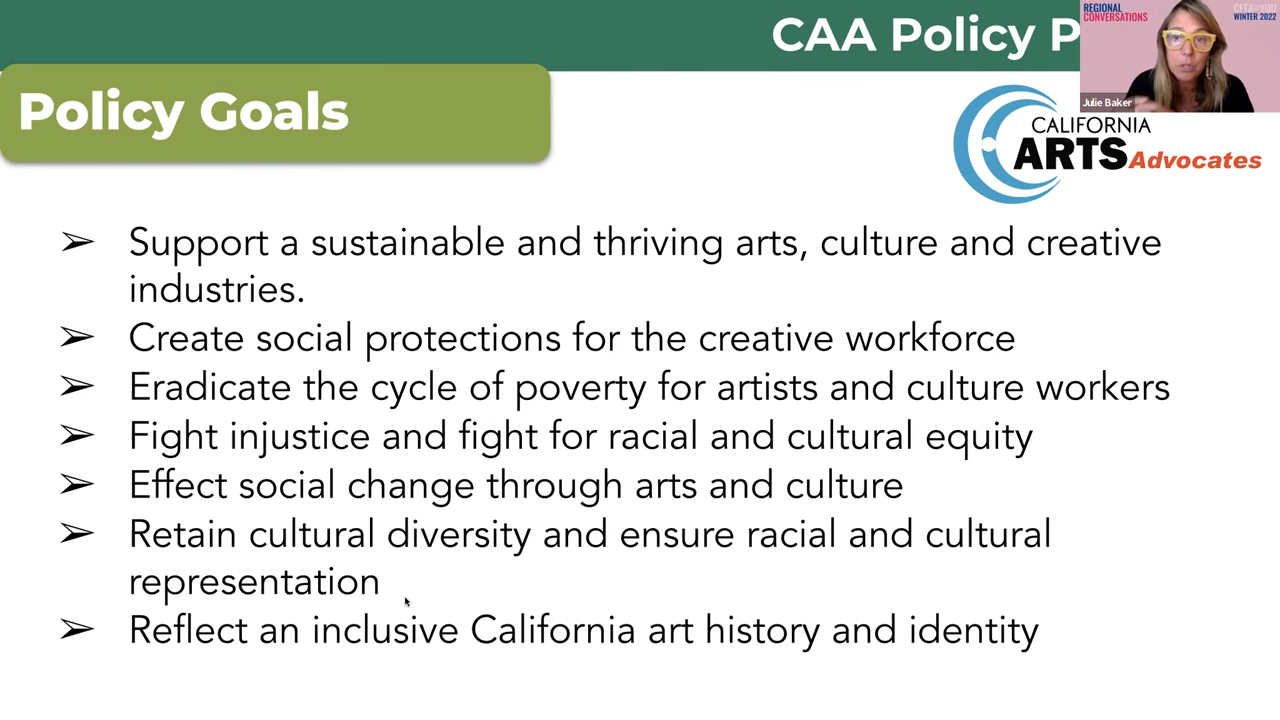 CAA Policy P
REGIONAL
CONVERSATIONS
WINTER 2022
Julie Baker
Policy Goals
CALIFORNIA
ARTS Advocates
➢ Support a sustainable and thriving arts, culture and creative
industries.
➢ Create social protections for the creative workforce
➢ Eradicate the cycle of poverty for artists and culture workers
➢ Fight injustice and fight for racial and cultural equity
➢ Effect social change through arts and culture
➢ Retain cultural diversity and ensure racial and cultural
representation
➢ Reflect an inclusive California art history and identity